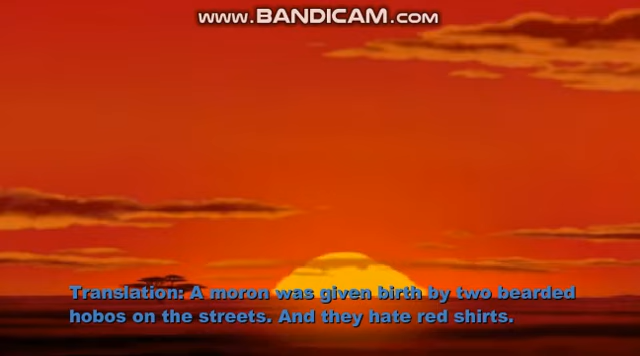 www.BANDICAM.com
Translation: A moron was given birth by two bearded
hobos on the streets. And they hate red shirts.